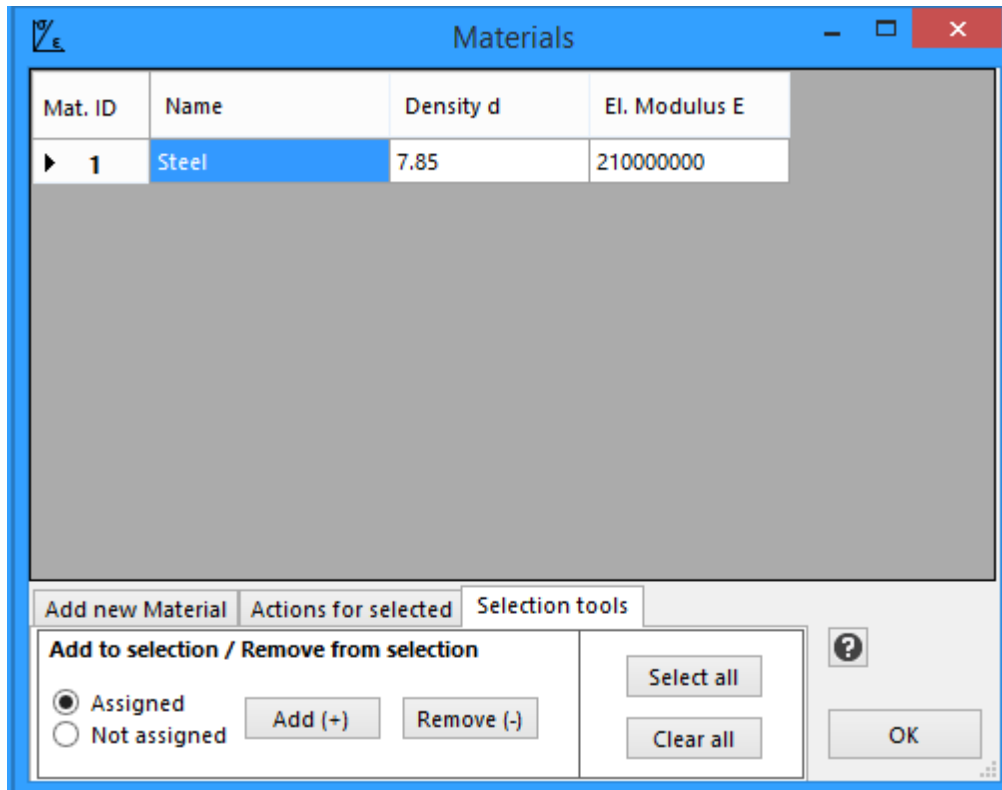 σ/ε
Materials
Mat. ID Name Density d El. Modulus E
1 Steel 7.85 210000000
Add new Material Actions for selected Selection tools
Add to selection / Remove from selection
Assigned
Not assigned
Add (+) Remove (-)
Select all
Clear all
?
OK